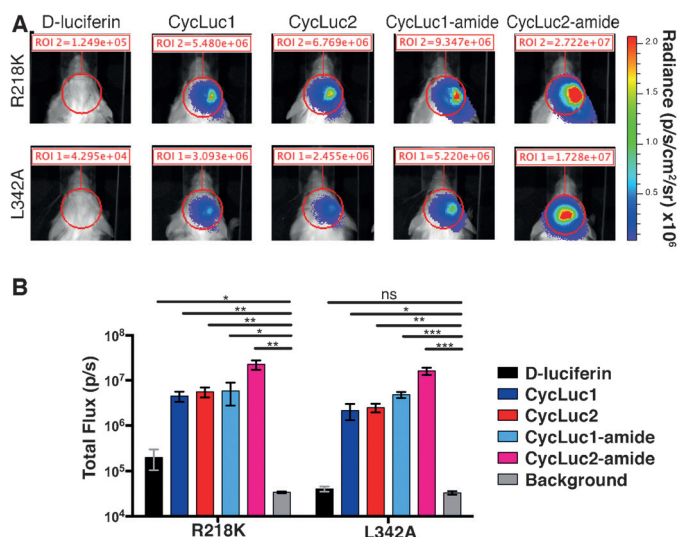 A
D-luciferin CycLuc1 CycLuc2 CycLuc1-amide CycLuc2-amide
R218K
ROI 2=1.249e+05 ROI 2=5.480e+06 ROI 2=6.769e+06 ROI 2=9.347e+06 ROI 2=2.722e+07
L342A
ROI 1=4.295e+04 ROI 1=3.093e+06 ROI 1=2.455e+06 ROI 1=5.220e+06 ROI 1=1.728e+07
2.0
1.5
1.0
0.5
Radiance (p/s/cm²/sr) x10⁶
B
* ns
** *
** **
* ***
** ***
Total Flux (p/s)
10⁸
10⁷
10⁶
10⁵
10⁴
R218K L342A
D-luciferin
CycLuc1
CycLuc2
CycLuc1-amide
CycLuc2-amide
Background